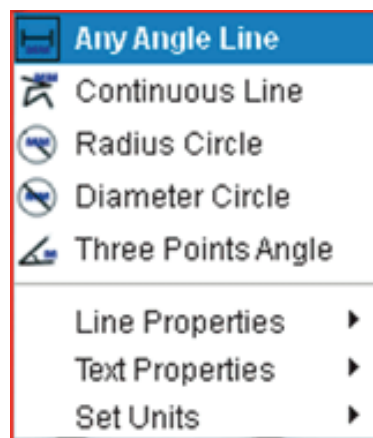 Any Angle Line
Continuous Line
Radius Circle
Diameter Circle
Three Points Angle
Line Properties
Text Properties
Set Units